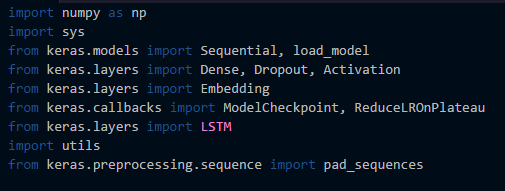 import numpy as np
import sys
from keras.models import Sequential, load_model
from keras.layers import Dense, Dropout, Activation
from keras.layers import Embedding
from keras.callbacks import ModelCheckpoint, ReduceLROnPlateau
from keras.layers import LSTM
import utils
from keras.preprocessing.sequence import pad_sequences